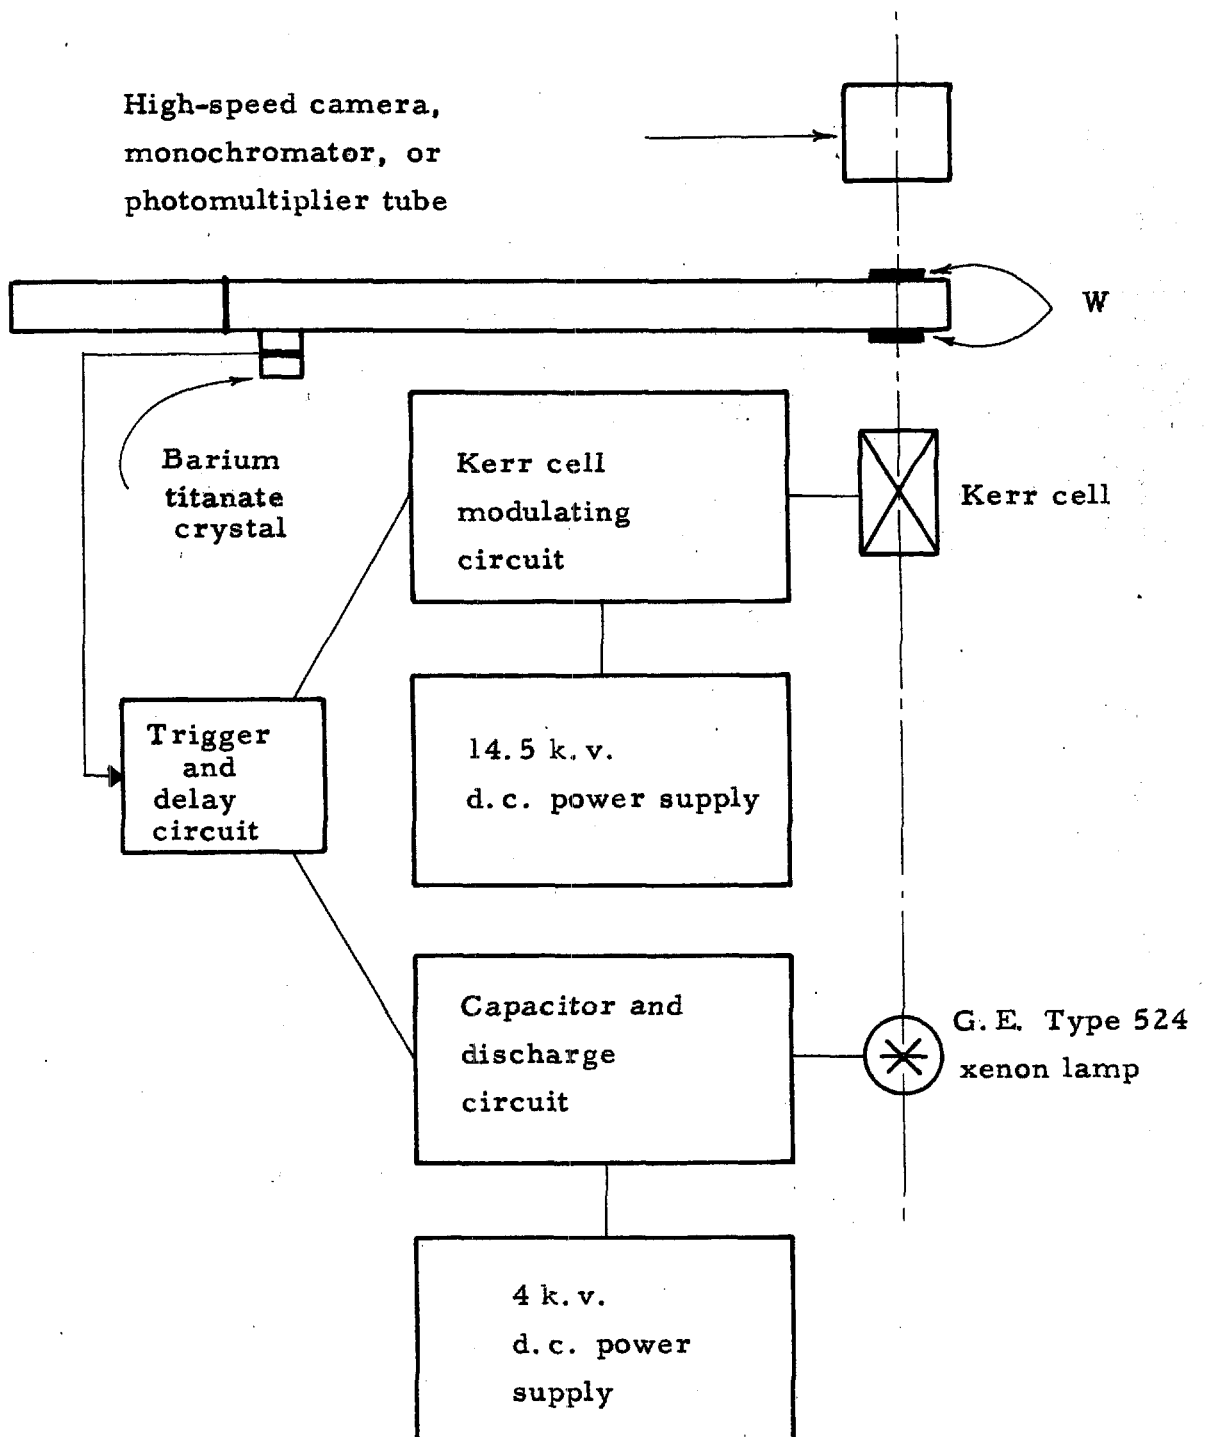 High-speed camera,
monochromator, or
photomultiplier tube
W
Barium
titanate
crystal
Kerr cell
modulating
circuit
Kerr cell
Trigger
and
delay
circuit
14.5 k.v.
d.c. power supply
Capacitor and
discharge
circuit
G.E. Type 524
xenon lamp
4 k.v.
d.c. power
supply